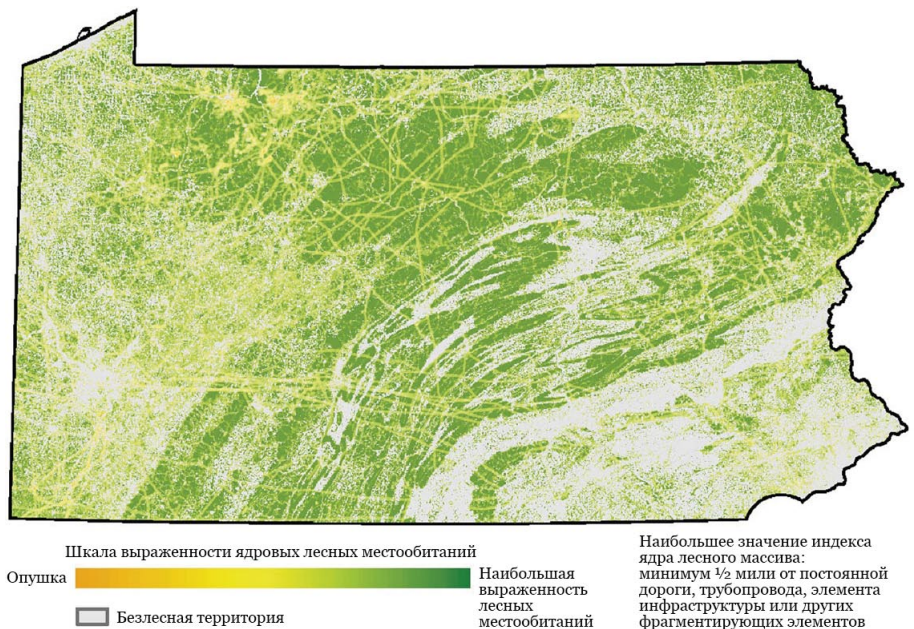 Шкала выраженности ядровых лесных местообитаний
Опушка
Наибольшая
выраженность
лесных
местообитаний
Безлесная территория
Наибольшее значение индекса
ядра лесного массива:
минимум ½ мили от постоянной
дороги, трубопровода, элемента
инфраструктуры или других
фрагментирующих элементов